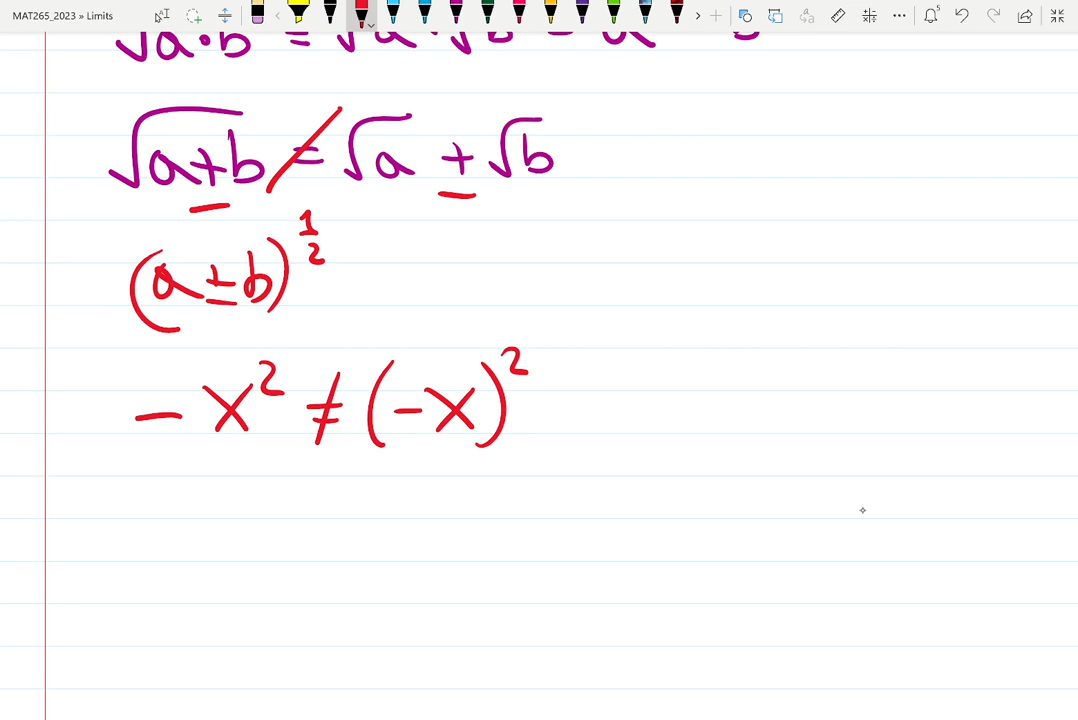 MAT265_2023 » Limits
√a+b ≠ √a + √b
(a+b)^1/2
- x² ≠ (-x)²